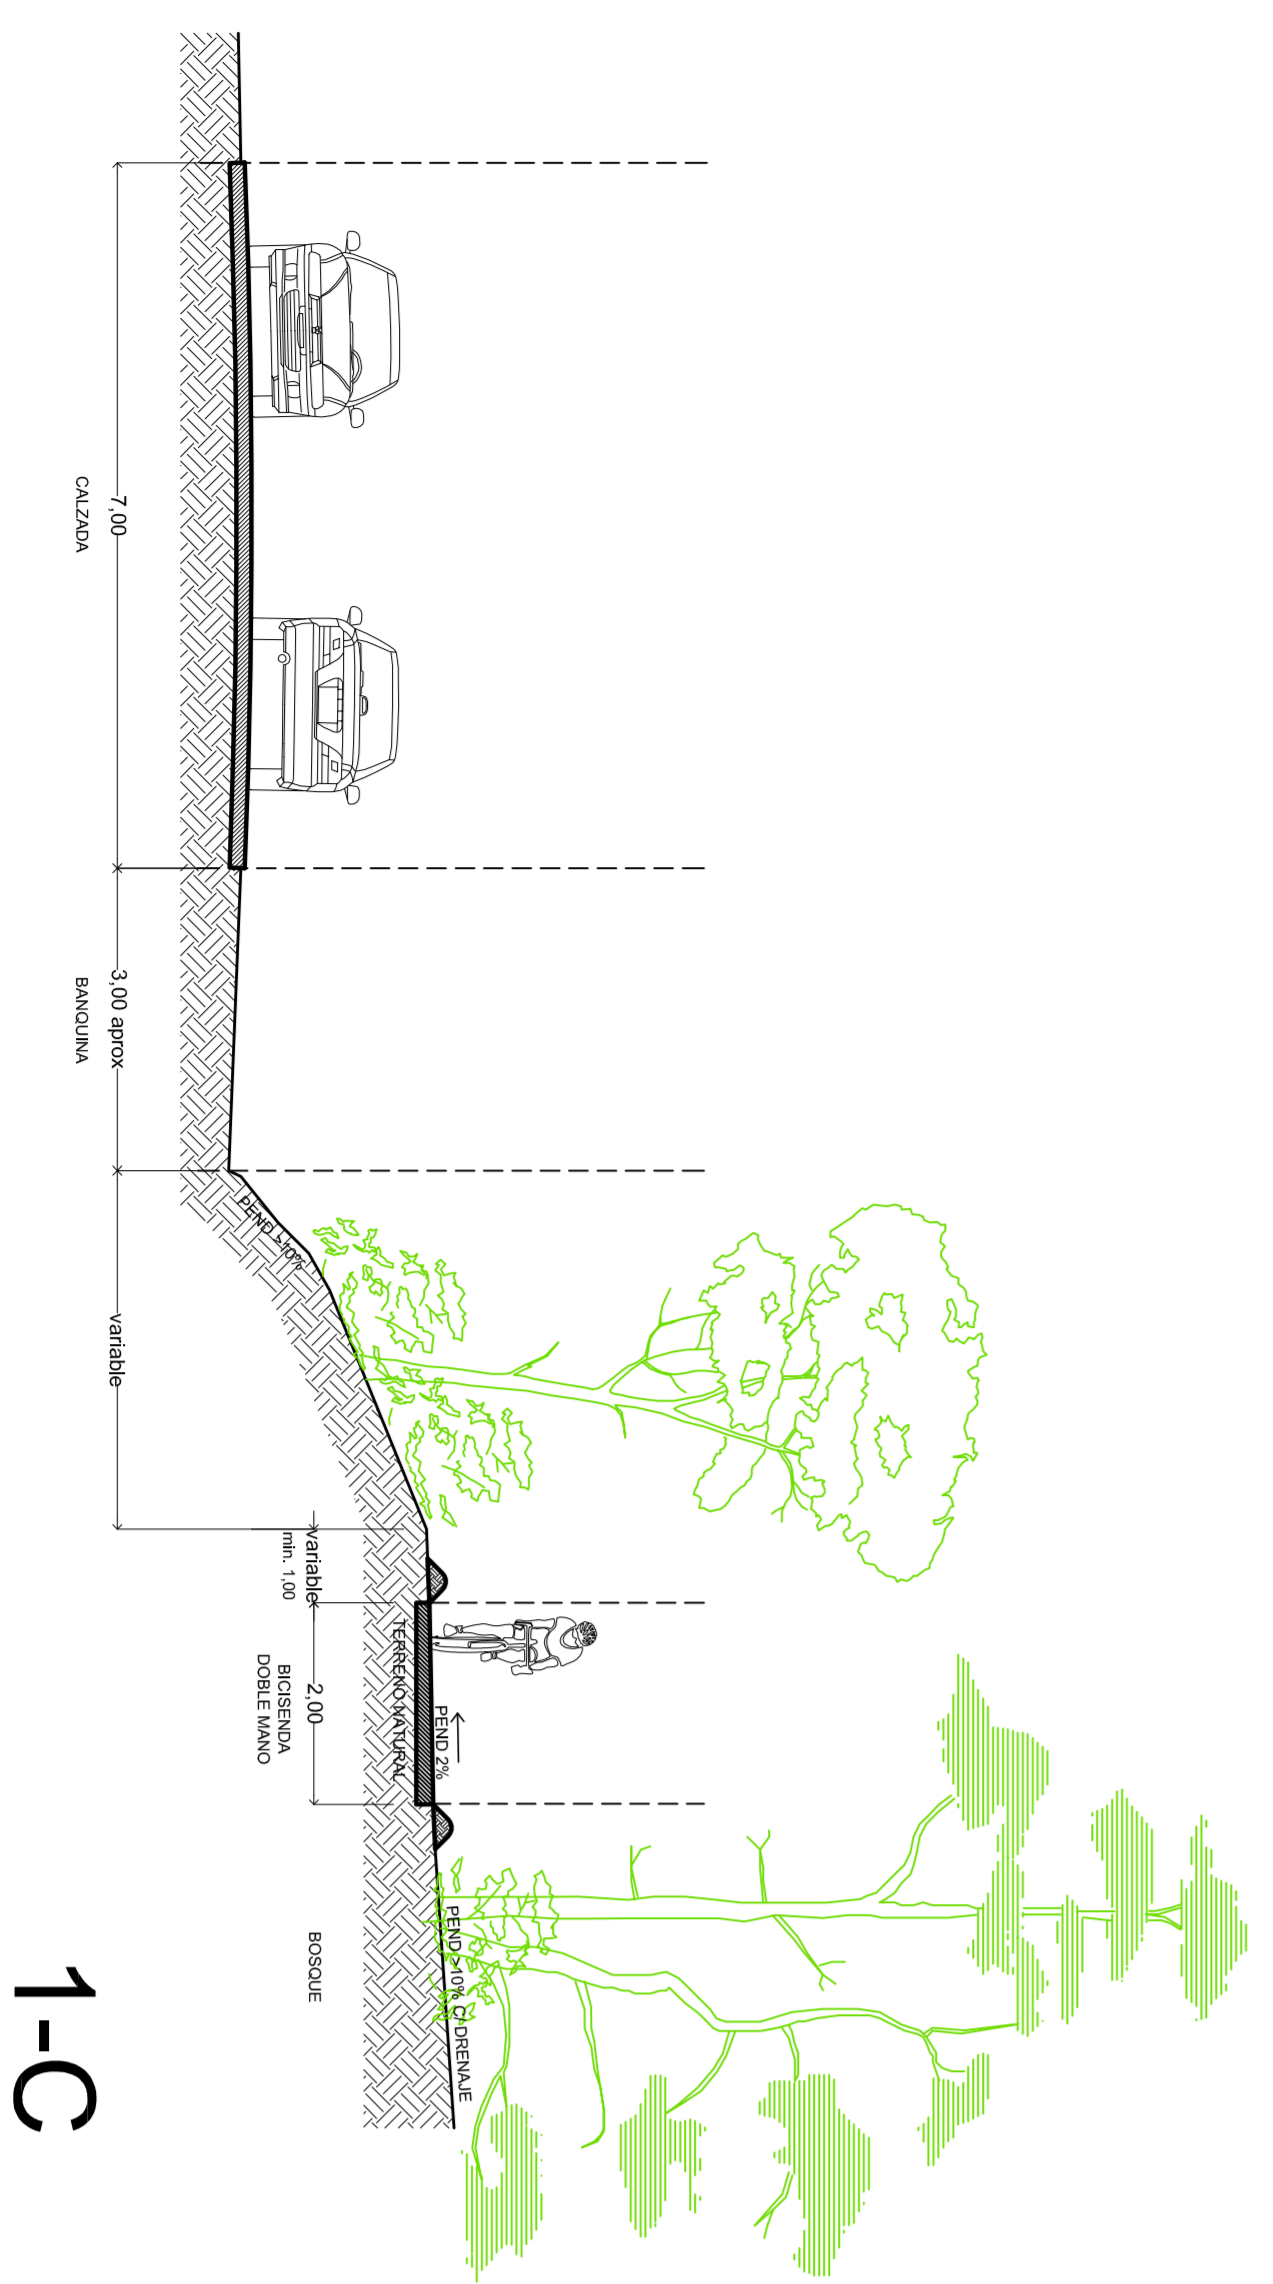 7,00
CALZADA
3,00 aprox
BANQUINA
PEND ≥10%
variable
variable
min. 1,00
TERRENO NATURAL
PEND 2%
2,00
BICISENDA
DOBLE MANO
PEND >10% C/ DRENAJE
BOSQUE
1-C